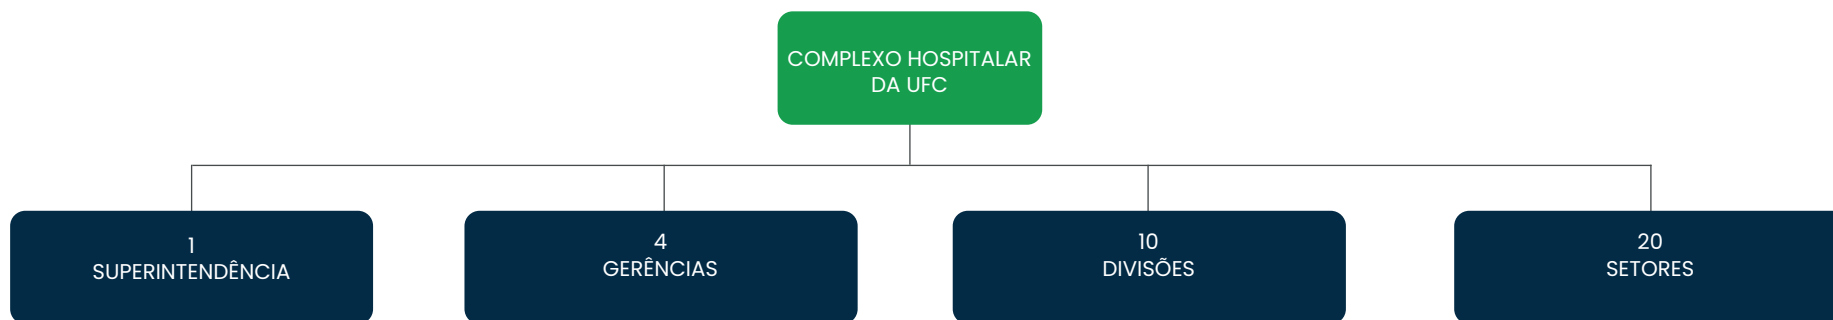 COMPLEXO HOSPITALAR
DA UFC
1
SUPERINTENDÊNCIA
4
GERÊNCIAS
10
DIVISÕES
20
SETORES